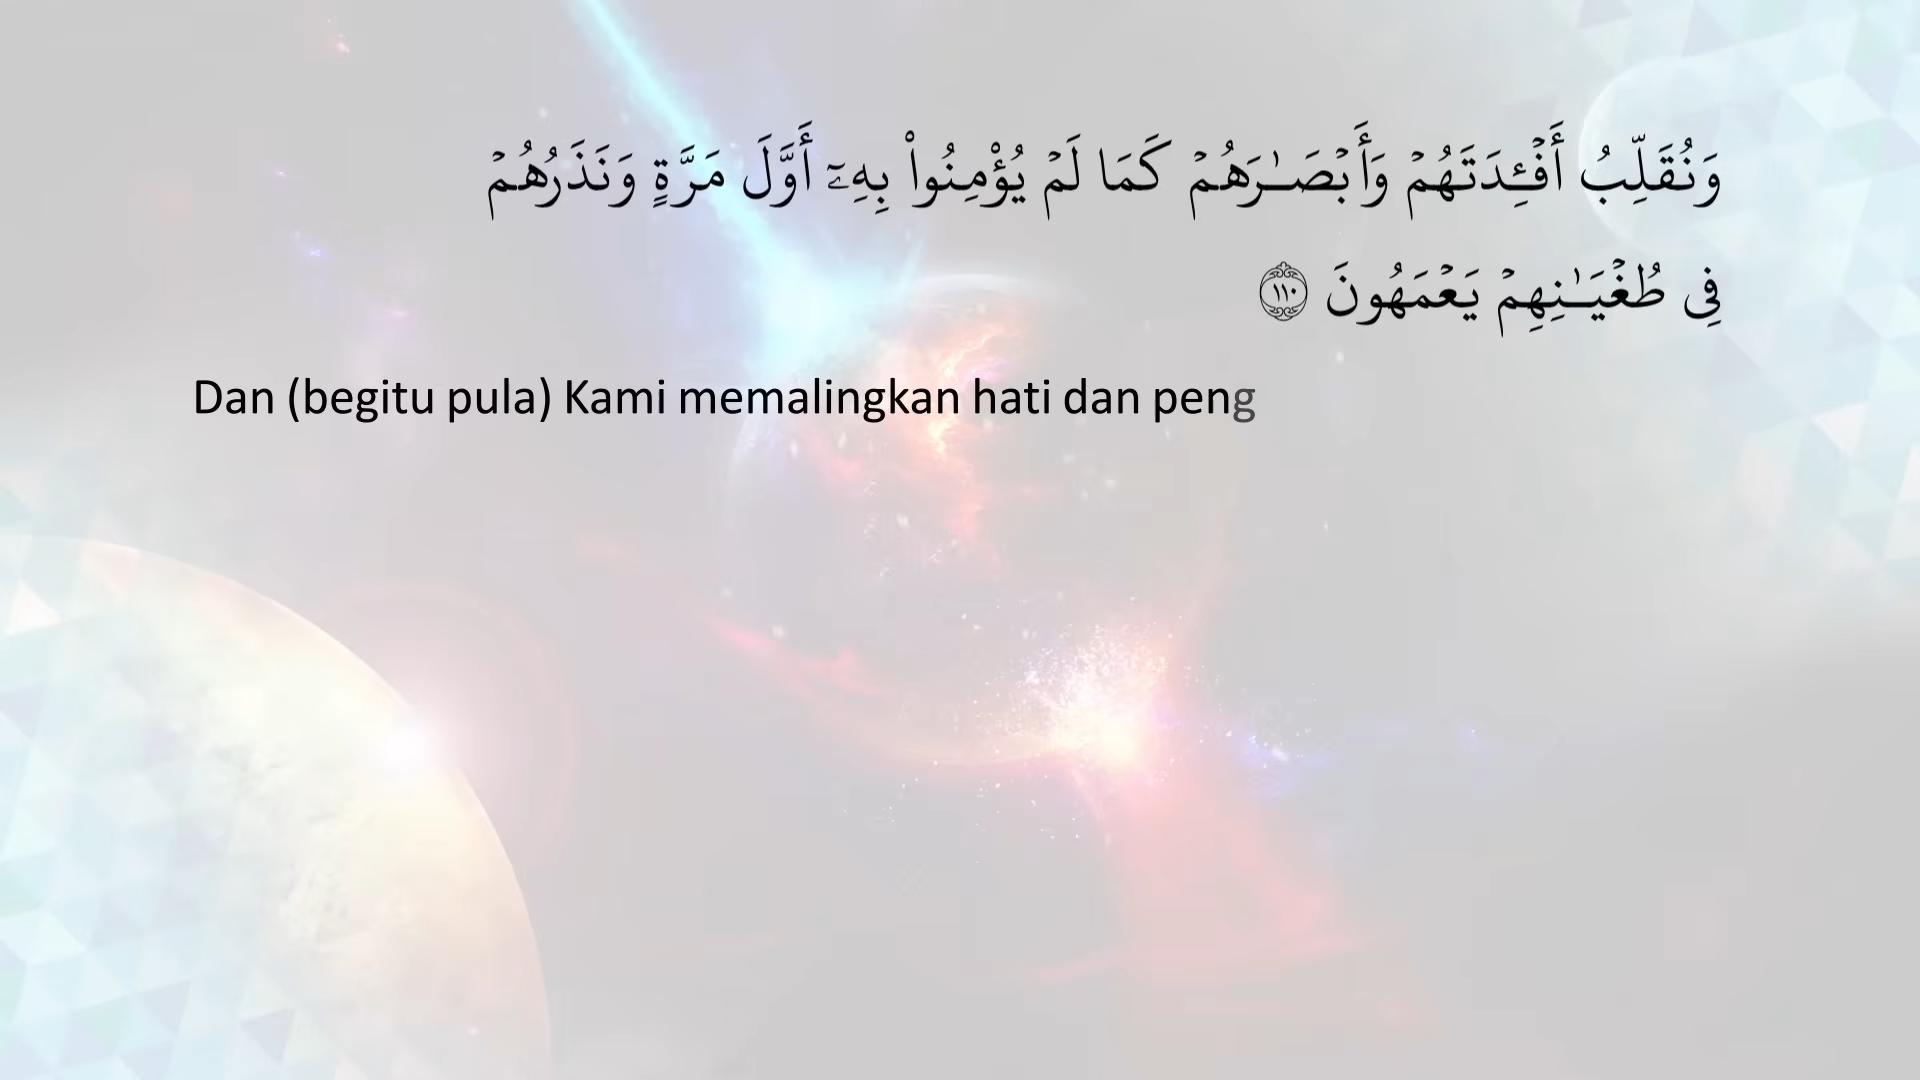 وَنُقَلِّبُ أَفۡـِٔدَتَهُمۡ وَأَبۡصَـٰرَهُمۡ كَمَا لَمۡ يُؤۡمِنُواْ بِهِۦٓ أَوَّلَ مَرَّةٍ وَنَذَرُهُمۡ
فِى طُغۡيَـٰنِهِمۡ يَعۡمَهُونَ ١١٠
Dan (begitu pula) Kami memalingkan hati dan peng